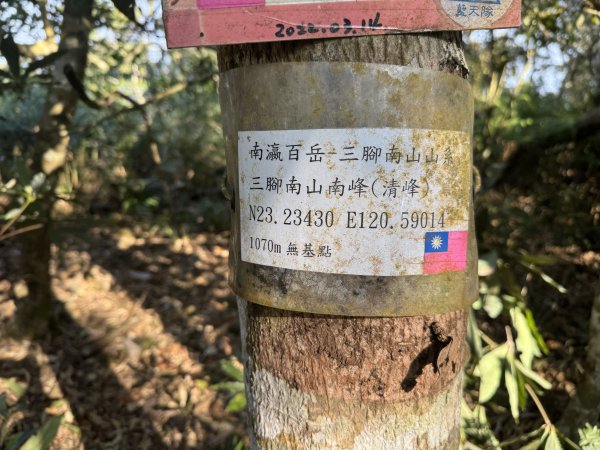 2022.03.14
南瀛百岳-三腳南山山系
三腳南山南峰(清峰)
N23.23430 E120.59014
1070m 無基點